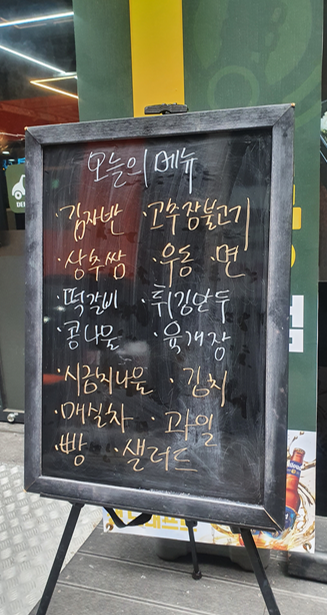 오늘의 메뉴
· 김자반 · 고추장불고기
· 상추쌈 · 우동 · 면
· 떡갈비 · 튀김만두
· 콩나물 · 육개장
· 시금치나물 · 김치
· 매실차 · 과일
· 빵 · 샐러드